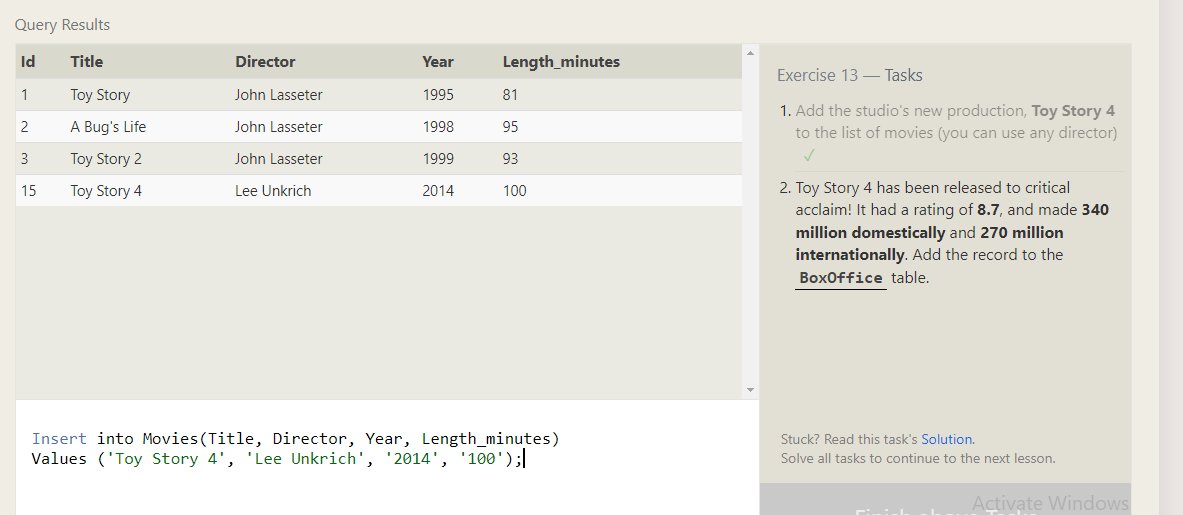 Query Results
Id Title Director Year Length_minutes
1 Toy Story John Lasseter 1995 81
2 A Bug's Life John Lasseter 1998 95
3 Toy Story 2 John Lasseter 1999 93
15 Toy Story 4 Lee Unkrich 2014 100
Insert into Movies(Title, Director, Year, Length_minutes)
Values ('Toy Story 4', 'Lee Unkrich', '2014', '100');
Exercise 13 — Tasks
1. Add the studio's new production, Toy Story 4
to the list of movies (you can use any director)
✓
2. Toy Story 4 has been released to critical
acclaim! It had a rating of 8.7, and made 340
million domestically and 270 million
internationally. Add the record to the
BoxOffice table.
Stuck? Read this task's Solution.
Solve all tasks to continue to the next lesson.
Activate Windows
Finish above Tasks